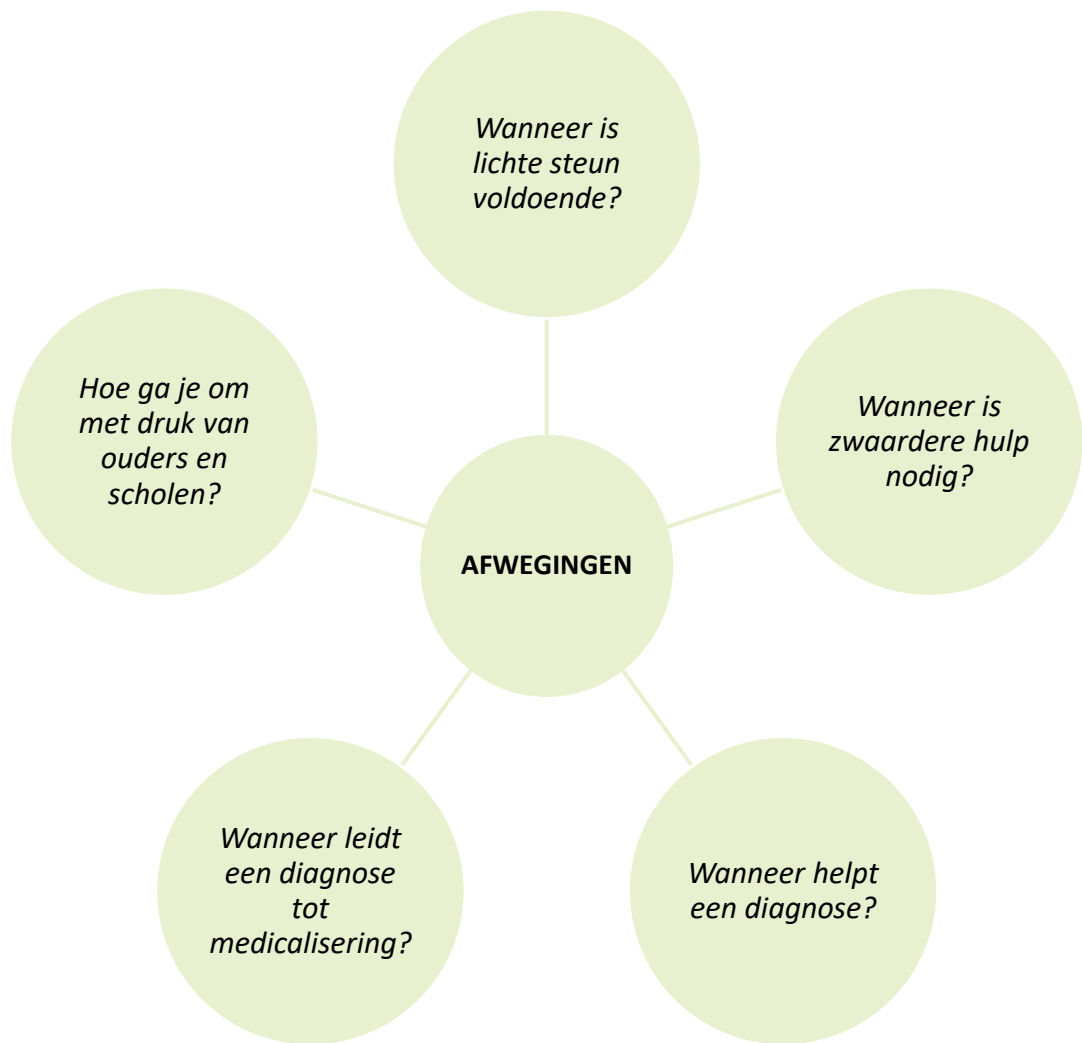 Wanneer is
lichte steun
voldoende?
Hoe ga je om
met druk van
ouders en
scholen?
Wanneer is
zwaardere hulp
nodig?
AFWEGINGEN
Wanneer leidt
een diagnose
tot
medicalisering?
Wanneer helpt
een diagnose?